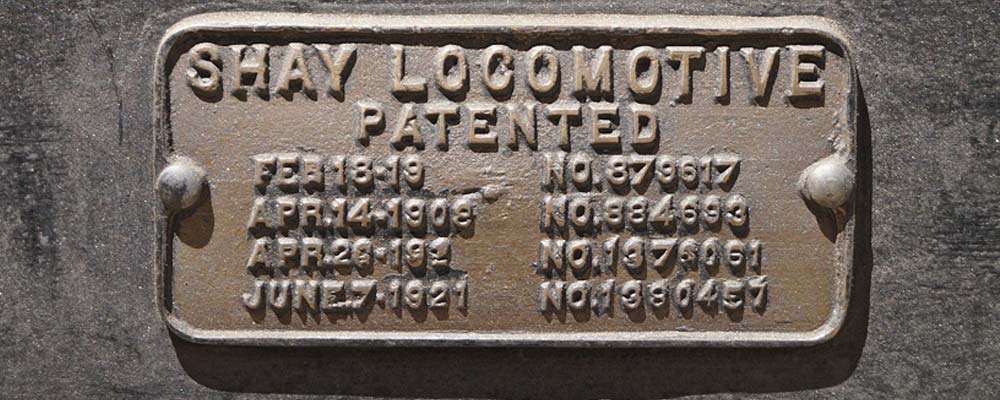 SHAY LOCOMOTIVE
PATENTED
FEB.18-19 NO.879617
APR.14-1908 NO.884693
APR.26-192 NO.1376061
JUNE.7.1921 NO.1380457